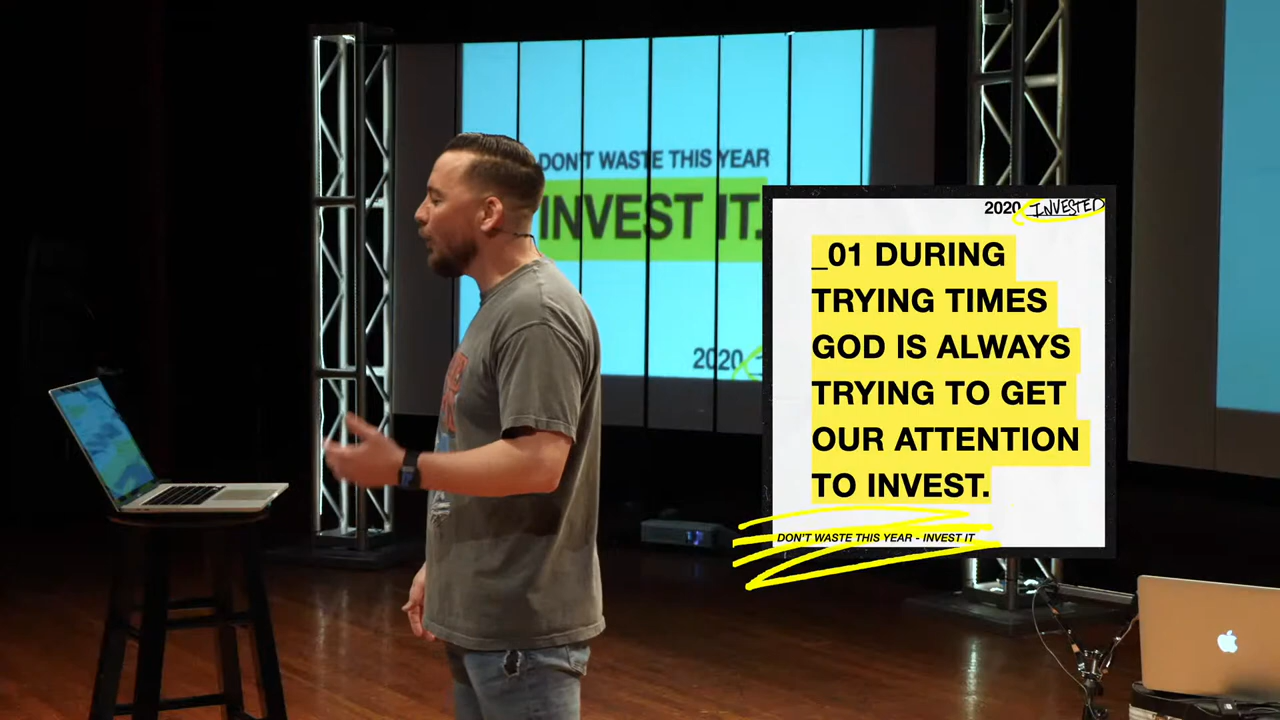 DON'T WASTE THIS YEAR
INVEST IT.
2020
2020 INVESTED
_01 DURING
TRYING TIMES
GOD IS ALWAYS
TRYING TO GET
OUR ATTENTION
TO INVEST.
DON'T WASTE THIS YEAR - INVEST IT